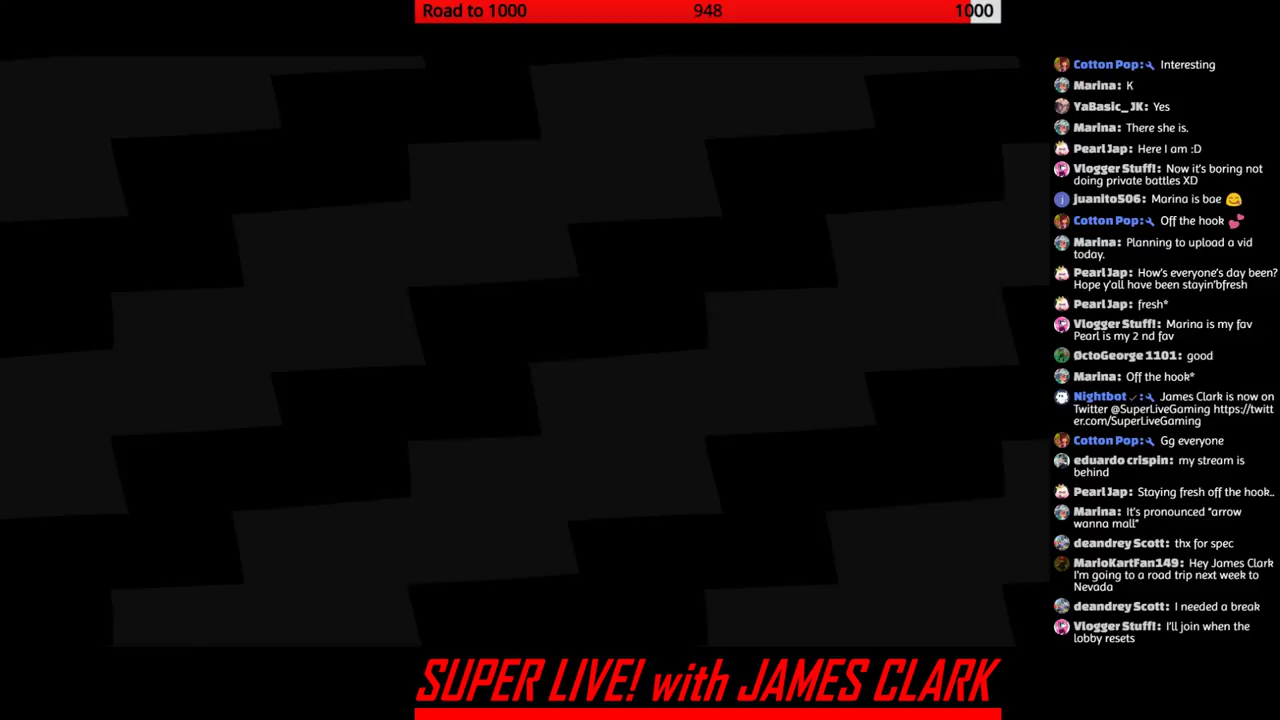 Road to 1000 948 1000
Cotton Pop: Interesting
Marina: K
YaBasic_JK: Yes
Marina: There she is.
Pearl Jap: Here I am :D
Vlogger Stuff!: Now it's boring not
doing private battles XD
juanito506: Marina is bae 🤗
Cotton Pop: Off the hook 💕
Marina: Planning to upload a vid
today.
Pearl Jap: How's everyone's day been?
Hope y'all have been stayin'bfresh
Pearl Jap: fresh*
Vlogger Stuff!: Marina is my fav
Pearl is my 2 nd fav
ØctoGeorge 1101: good
Marina: Off the hook*
Nightbot ✓: James Clark is now on
Twitter @SuperLiveGaming https://twitt
er.com/SuperLiveGaming
Cotton Pop: Gg everyone
eduardo crispin: my stream is
behind
Pearl Jap: Staying fresh off the hook..
Marina: It's pronounced "arrow
wanna mall"
deandrey Scott: thx for spec
MarioKartFan149: Hey James Clark
I'm going to a road trip next week to
Nevada
deandrey Scott: I needed a break
Vlogger Stuff!: I'll join when the
lobby resets
SUPER LIVE! with JAMES CLARK